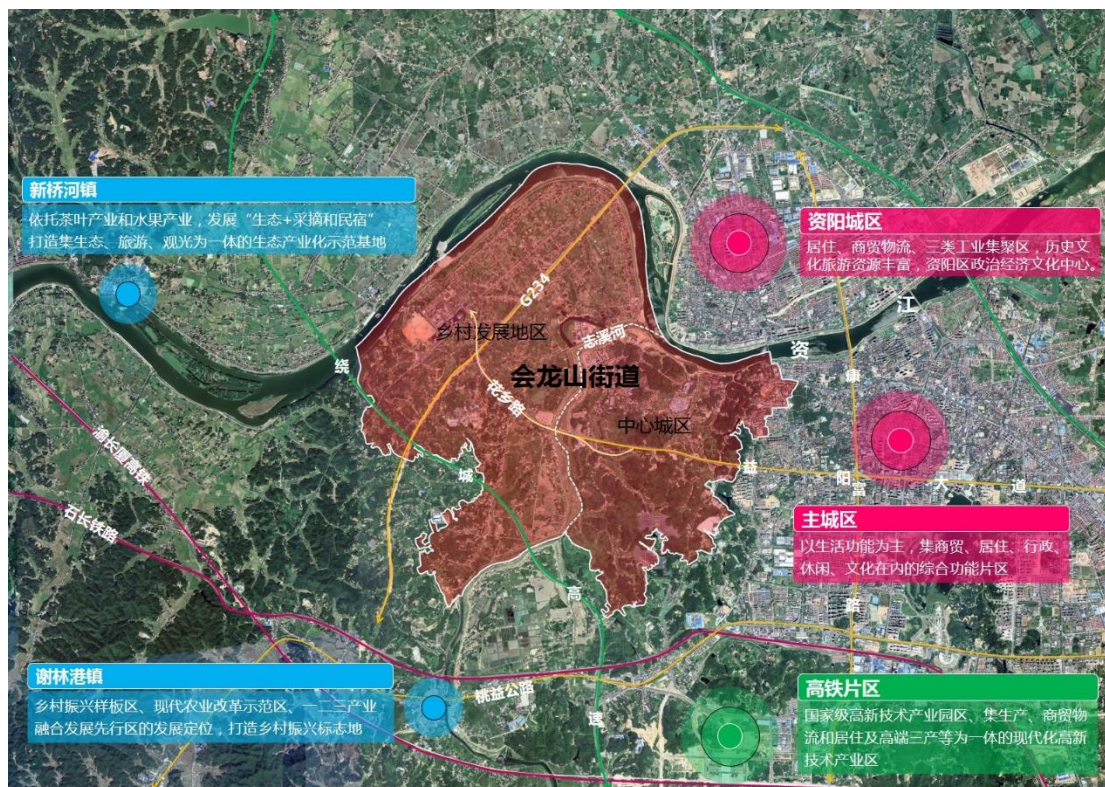 新桥河镇
依托茶叶产业和水果产业，发展“生态+采摘和民宿”，
打造集生态、旅游、观光为一体的生态产业化示范基地
资阳城区
居住、商贸物流、三类工业集聚区，历史文
化旅游资源丰富，资阳区政治经济文化中心。
G234
乡村发展地区
志溪河
资江
绕城高速
会龙山街道
花乡路
中心城区
康富路
益阳大道
渝长厦高铁
石长铁路
主城区
以生活功能为主，集商贸、居住、行政、
休闲、文化在内的综合功能片区
谢林港镇
乡村振兴样板区、现代农业改革示范区、一二三产业
融合发展先行区的发展定位，打造乡村振兴标志地
桃益公路
高铁片区
国家级高新技术产业园区、集生产、商贸物
流和居住及高端三产等为一体的现代化高新
技术产业区